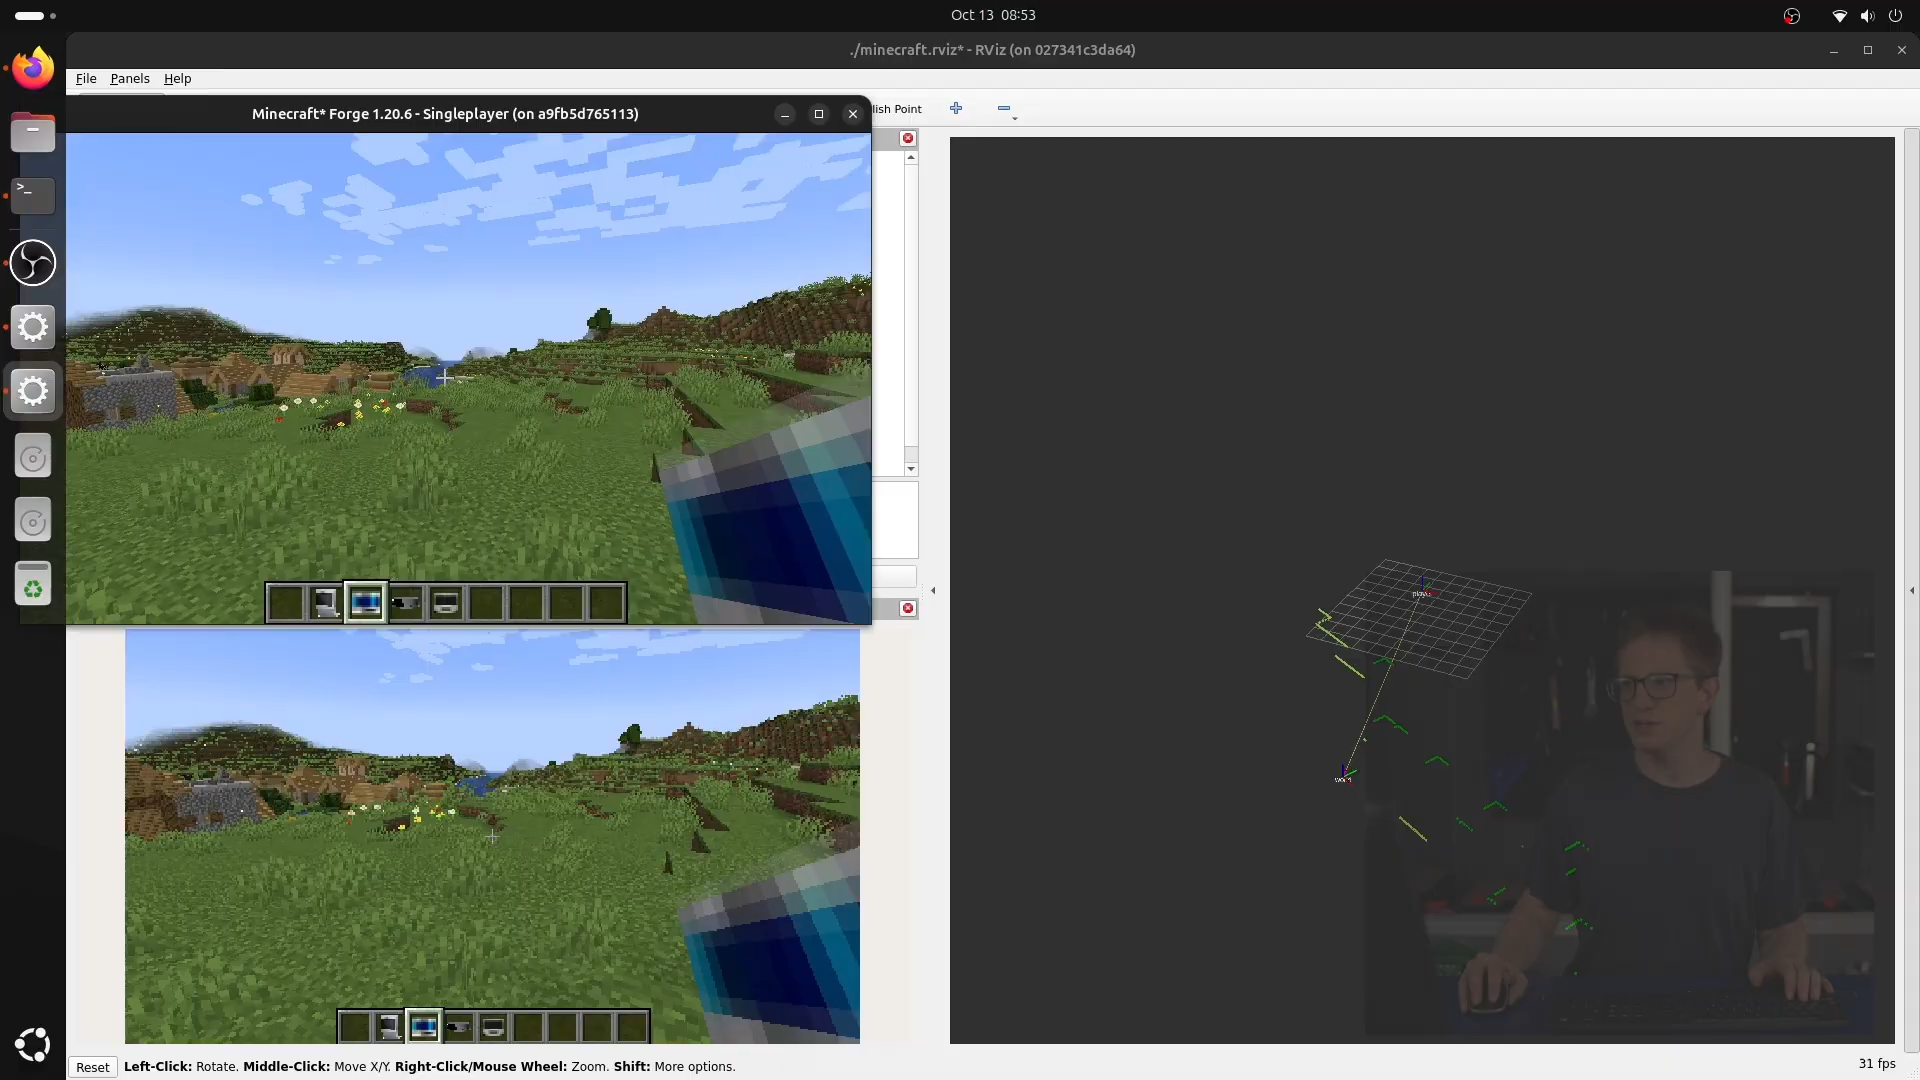 Oct 13 08:53
./minecraft.rviz* - RViz (on 027341c3da64)
File Panels Help
Minecraft* Forge 1.20.6 - Singleplayer (on a9fb5d765113)
lish Point
Reset Left-Click: Rotate. Middle-Click: Move X/Y. Right-Click/Mouse Wheel: Zoom. Shift: More options.
31 fps